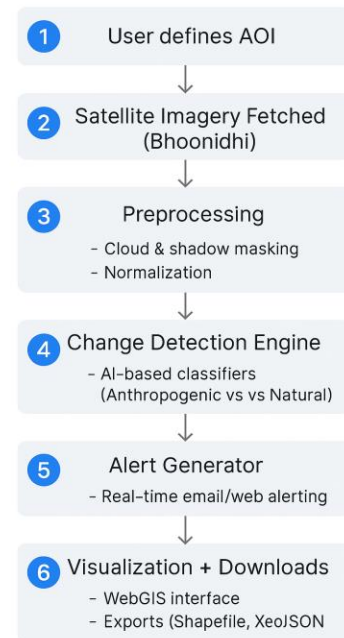 1 User defines AOI
2 Satellite Imagery Fetched
(Bhoonidhi)
3 Preprocessing
- Cloud & shadow masking
- Normalization
4 Change Detection Engine
- AI-based classifiers
(Anthropogenic vs vs Natural)
5 Alert Generator
- Real-time email/web alerting
6 Visualization + Downloads
- WebGIS interface
- Exports (Shapefile, XeoJSON